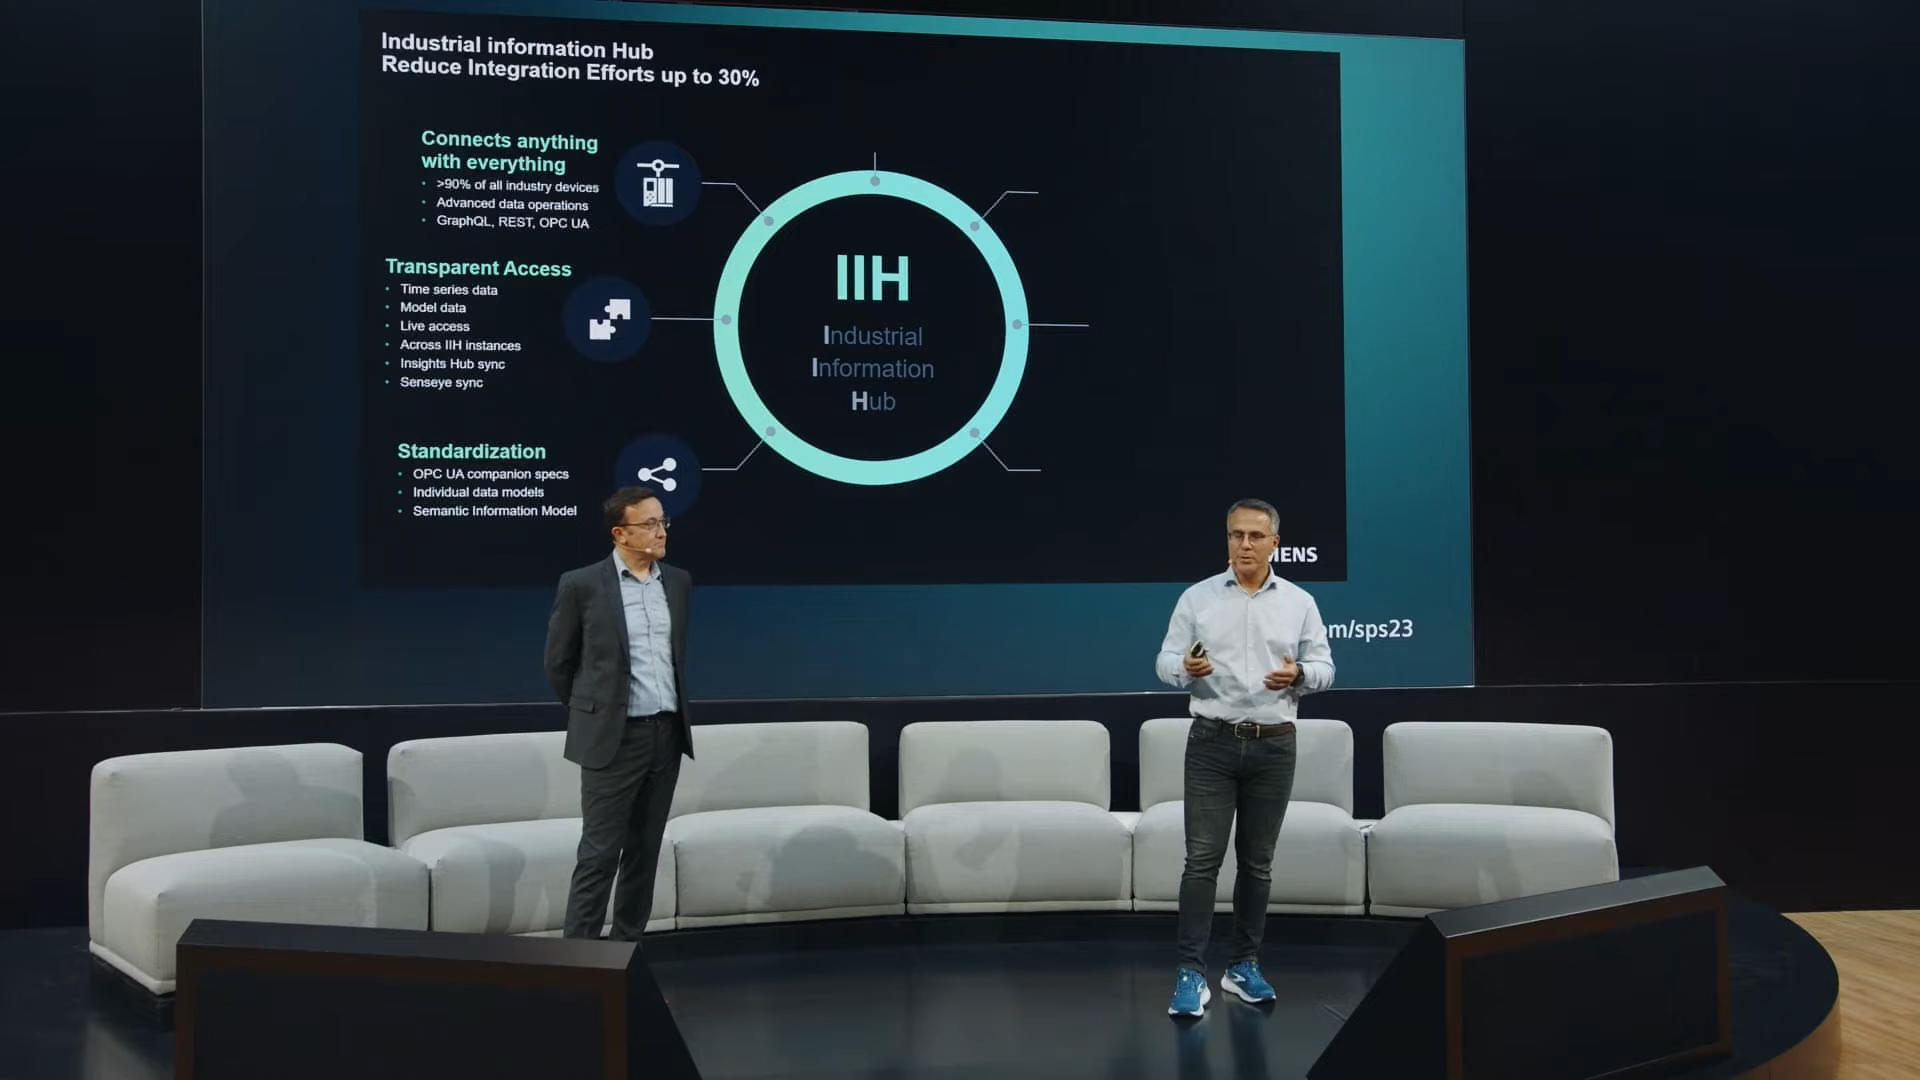 Industrial information Hub
Reduce Integration Efforts up to 30%
Connects anything
with everything
>90% of all industry devices
Advanced data operations
GraphQL, REST, OPC UA
Transparent Access
Time series data
Model data
Live access
Across IIH instances
Insights Hub sync
Senseye sync
Standardization
OPC UA companion specs
Individual data models
Semantic Information Model
IIH
Industrial
Information
Hub
MENS
om/sps23